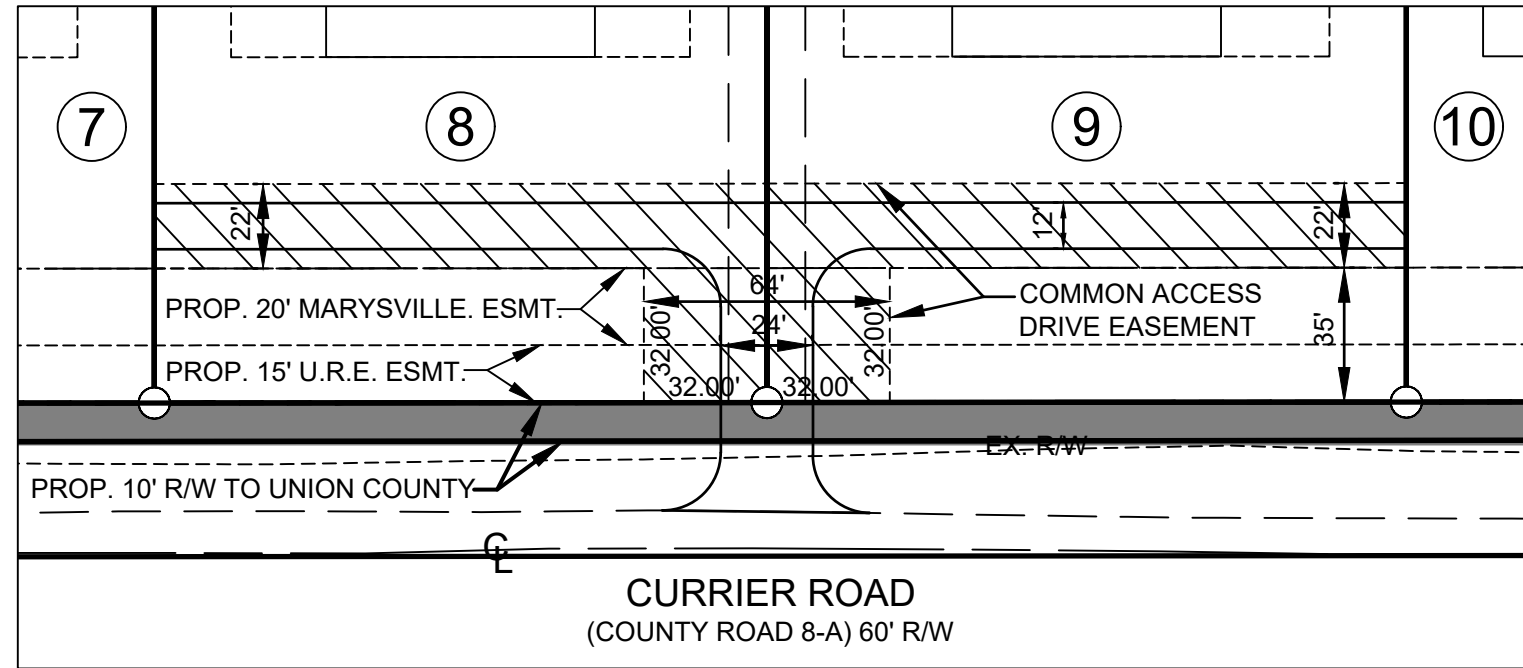 7
8
9
10
22'
12'
22'
64'
PROP. 20' MARYSVILLE. ESMT.
COMMON ACCESS
DRIVE EASEMENT
32.00'
24'
32.00'
35'
PROP. 15' U.R.E. ESMT.
32.00'
32.00'
EX. R/W
PROP. 10' R/W TO UNION COUNTY
CL
CURRIER ROAD
(COUNTY ROAD 8-A) 60' R/W